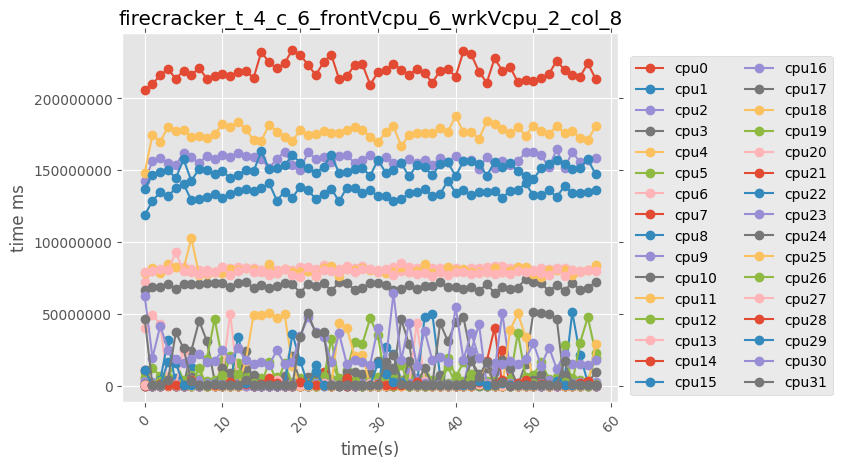 firecracker_t_4_c_6_frontVcpu_6_wrkVcpu_2_col_8
time ms
200000000
150000000
100000000
50000000
0
0
10
20
30
40
50
60
time(s)
cpu0
cpu1
cpu2
cpu3
cpu4
cpu5
cpu6
cpu7
cpu8
cpu9
cpu10
cpu11
cpu12
cpu13
cpu14
cpu15
cpu16
cpu17
cpu18
cpu19
cpu20
cpu21
cpu22
cpu23
cpu24
cpu25
cpu26
cpu27
cpu28
cpu29
cpu30
cpu31